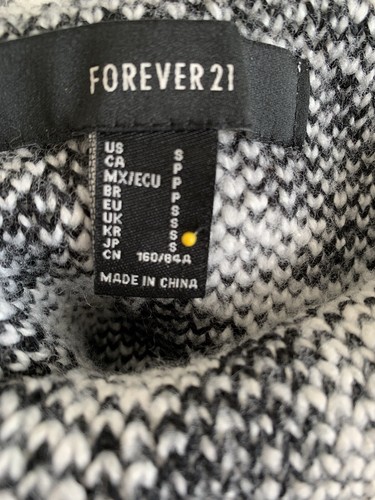 FOREVER 21
US S
CA P
MX/ECU P
BR P
EU S
UK S
KR S
JP S
CN 160/84A
MADE IN CHINA